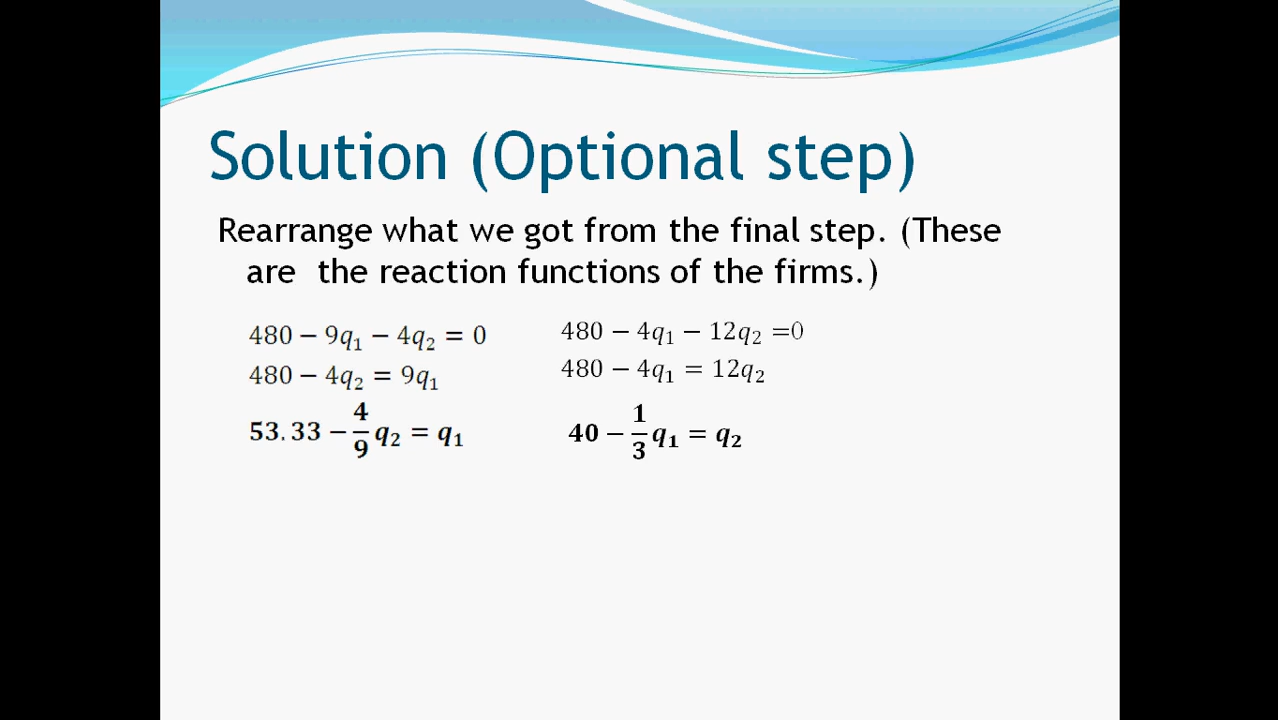 Solution (Optional step)
Rearrange what we got from the final step. (These
are  the reaction functions of the firms.)
480 − 9q₁ − 4q₂ = 0
480 − 4q₂ = 9q₁
53.33 − 4/9 q₂ = q₁
480 − 4q₁ − 12q₂ =0
480 − 4q₁ = 12q₂
40 − 1/3 q₁ = q₂